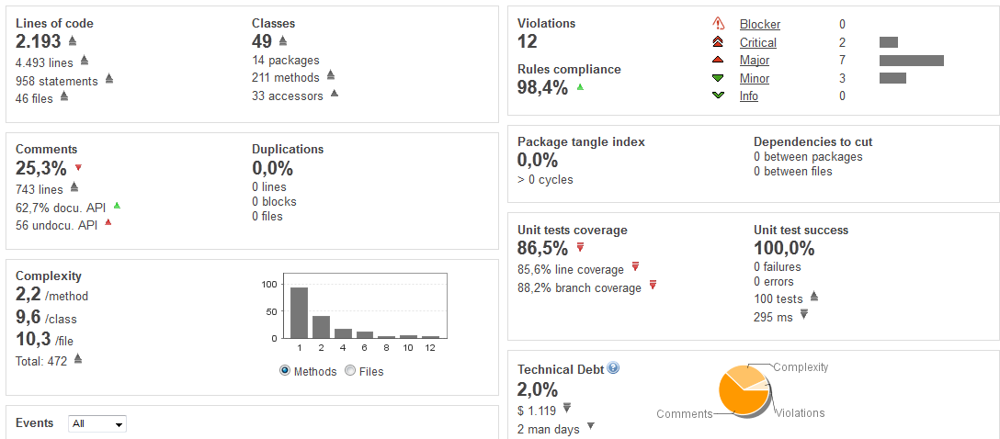 Lines of code
2.193
4.493 lines
958 statements
46 files
Classes
49
14 packages
211 methods
33 accessors
Comments
25,3%
743 lines
62,7% docu. API
56 undocu. API
Duplications
0,0%
0 lines
0 blocks
0 files
Complexity
2,2 /method
9,6 /class
10,3 /file
Total: 472
100
50
0
1 2 4 6 8 10 12
Methods Files
Events All
Violations
12
Rules compliance
98,4%
Blocker 0
Critical 2
Major 7
Minor 3
Info 0
Package tangle index
0,0%
> 0 cycles
Dependencies to cut
0 between packages
0 between files
Unit tests coverage
86,5%
85,6% line coverage
88,2% branch coverage
Unit test success
100,0%
0 failures
0 errors
100 tests
295 ms
Technical Debt ?
2,0%
$ 1.119
2 man days
Complexity
Comments
Violations